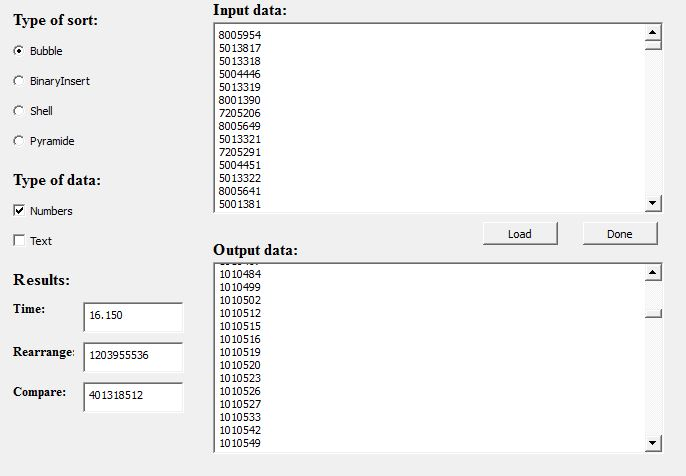 Type of sort:
Bubble
BinaryInsert
Shell
Pyramide
Type of data:
Numbers
Text
Results:
Time:
16.150
Rearrange:
1203955536
Compare:
401318512
Input data:
8005954
5013817
5013318
5004446
5013319
8001390
7205206
8005649
5013321
7205291
5004451
5013322
8005641
5001381
Load
Done
Output data:
1010484
1010499
1010502
1010512
1010515
1010516
1010519
1010520
1010523
1010526
1010527
1010533
1010542
1010549